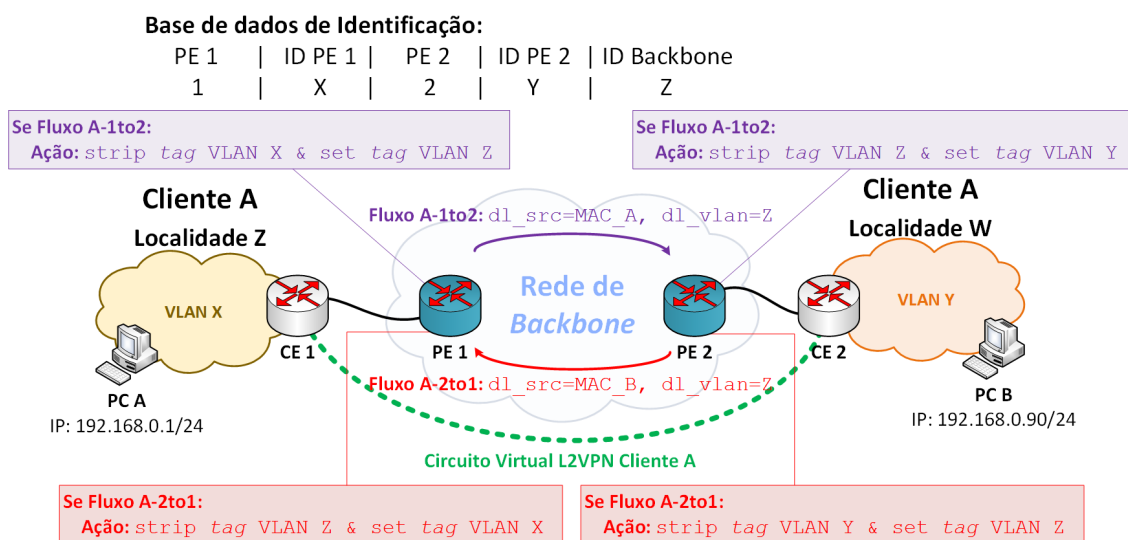 Base de dados de Identificação:
PE 1 | ID PE 1 | PE 2 | ID PE 2 | ID Backbone
1 | X | 2 | Y | Z
Se Fluxo A-1to2:
Ação: strip tag VLAN X & set tag VLAN Z
Se Fluxo A-1to2:
Ação: strip tag VLAN Z & set tag VLAN Y
Cliente A
Localidade Z
Cliente A
Localidade W
Fluxo A-1to2: dl_src=MAC_A, dl_vlan=Z
VLAN X
Rede de
Backbone
VLAN Y
CE 1
PE 1
PE 2
CE 2
Fluxo A-2to1: dl_src=MAC_B, dl_vlan=Z
PC A
IP: 192.168.0.1/24
PC B
IP: 192.168.0.90/24
Circuito Virtual L2VPN Cliente A
Se Fluxo A-2to1:
Ação: strip tag VLAN Z & set tag VLAN X
Se Fluxo A-2to1:
Ação: strip tag VLAN Y & set tag VLAN Z